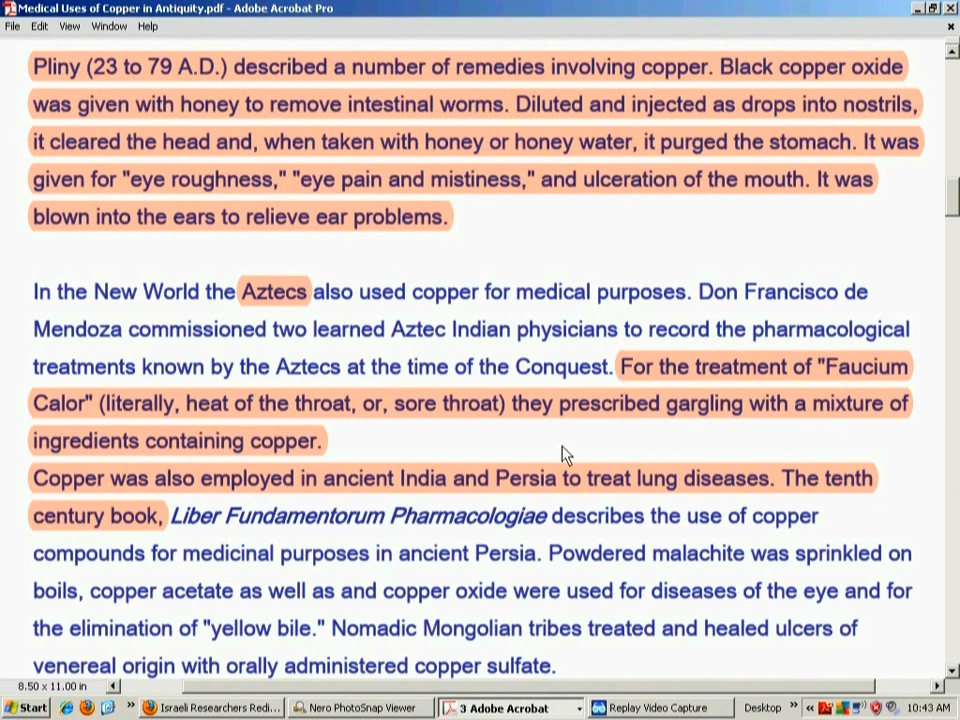 Medical Uses of Copper in Antiquity.pdf - Adobe Acrobat Pro
File Edit View Window Help
Pliny (23 to 79 A.D.) described a number of remedies involving copper. Black copper oxide
was given with honey to remove intestinal worms. Diluted and injected as drops into nostrils,
it cleared the head and, when taken with honey or honey water, it purged the stomach. It was
given for "eye roughness," "eye pain and mistiness," and ulceration of the mouth. It was
blown into the ears to relieve ear problems.
In the New World the Aztecs also used copper for medical purposes. Don Francisco de
Mendoza commissioned two learned Aztec Indian physicians to record the pharmacological
treatments known by the Aztecs at the time of the Conquest. For the treatment of "Faucium
Calor" (literally, heat of the throat, or, sore throat) they prescribed gargling with a mixture of
ingredients containing copper.
Copper was also employed in ancient India and Persia to treat lung diseases. The tenth
century book, Liber Fundamentorum Pharmacologiae describes the use of copper
compounds for medicinal purposes in ancient Persia. Powdered malachite was sprinkled on
boils, copper acetate as well as and copper oxide were used for diseases of the eye and for
the elimination of "yellow bile." Nomadic Mongolian tribes treated and healed ulcers of
venereal origin with orally administered copper sulfate.
8.50 x 11.00 in
Start » Israeli Researchers Redi... Nero PhotoSnap Viewer 3 Adobe Acrobat Replay Video Capture Desktop » « 10:43 AM